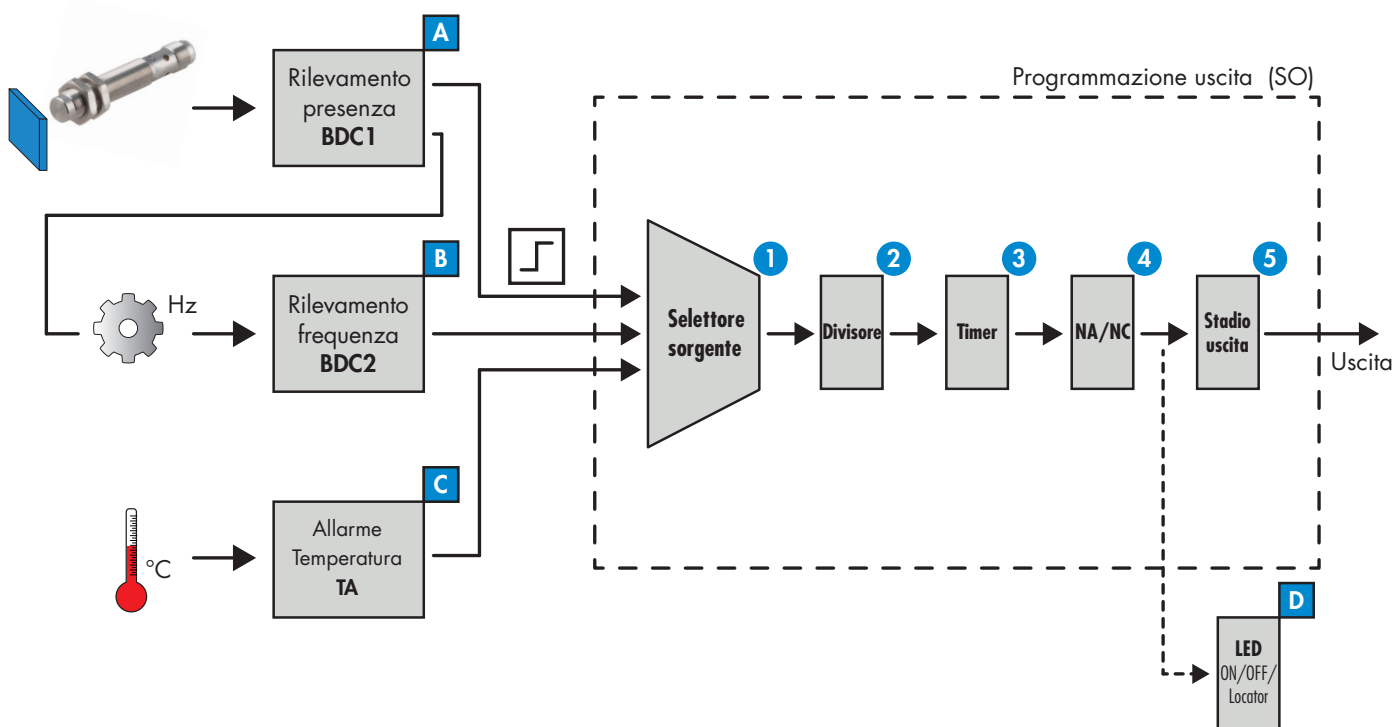 A
Rilevamento
presenza
BDC1
Programmazione uscita (SO)
B
Hz
Rilevamento
frequenza
BDC2
1
Selettore
sorgente
2
Divisore
3
Timer
4
NA/NC
5
Stadio
uscita
Uscita
C
°C
Allarme
Temperatura
TA
D
LED
ON/OFF/
Locator